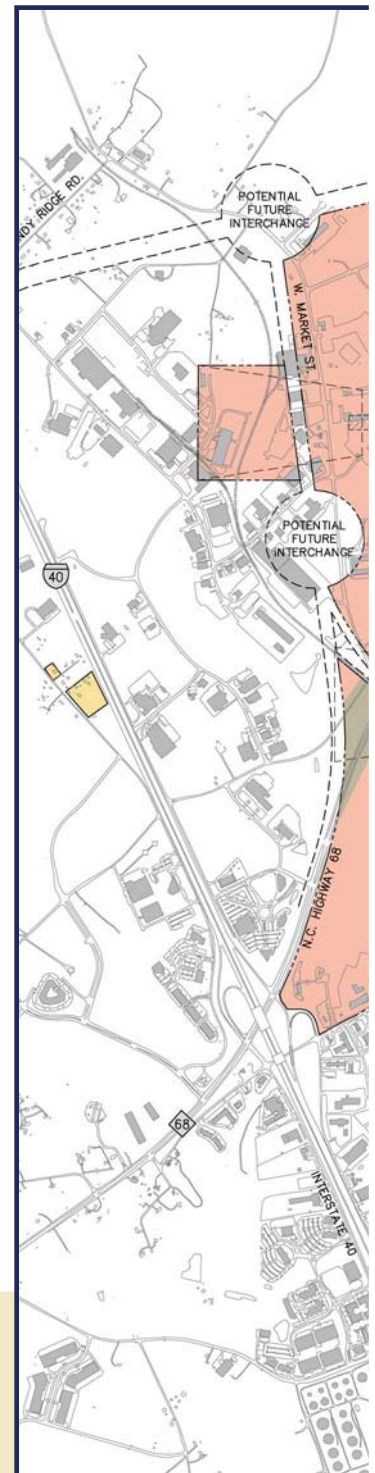 NDY RIDGE RD.
POTENTIAL
FUTURE
INTERCHANGE
W. MARKET ST.
POTENTIAL
FUTURE
INTERCHANGE
40
N.C. HIGHWAY 68
68
INTERSTATE 40